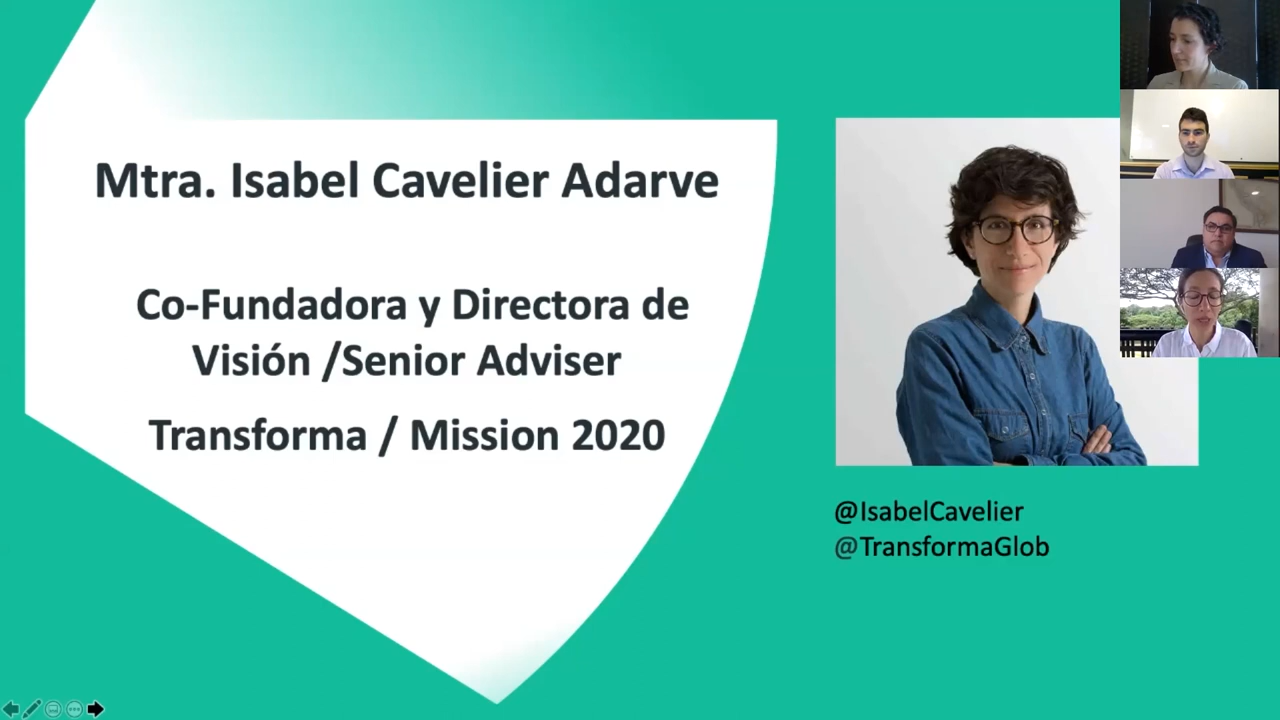 Mtra. Isabel Cavelier Adarve
Co-Fundadora y Directora de
Visión /Senior Adviser
Transforma / Mission 2020
@IsabelCavelier
@TransformaGlob